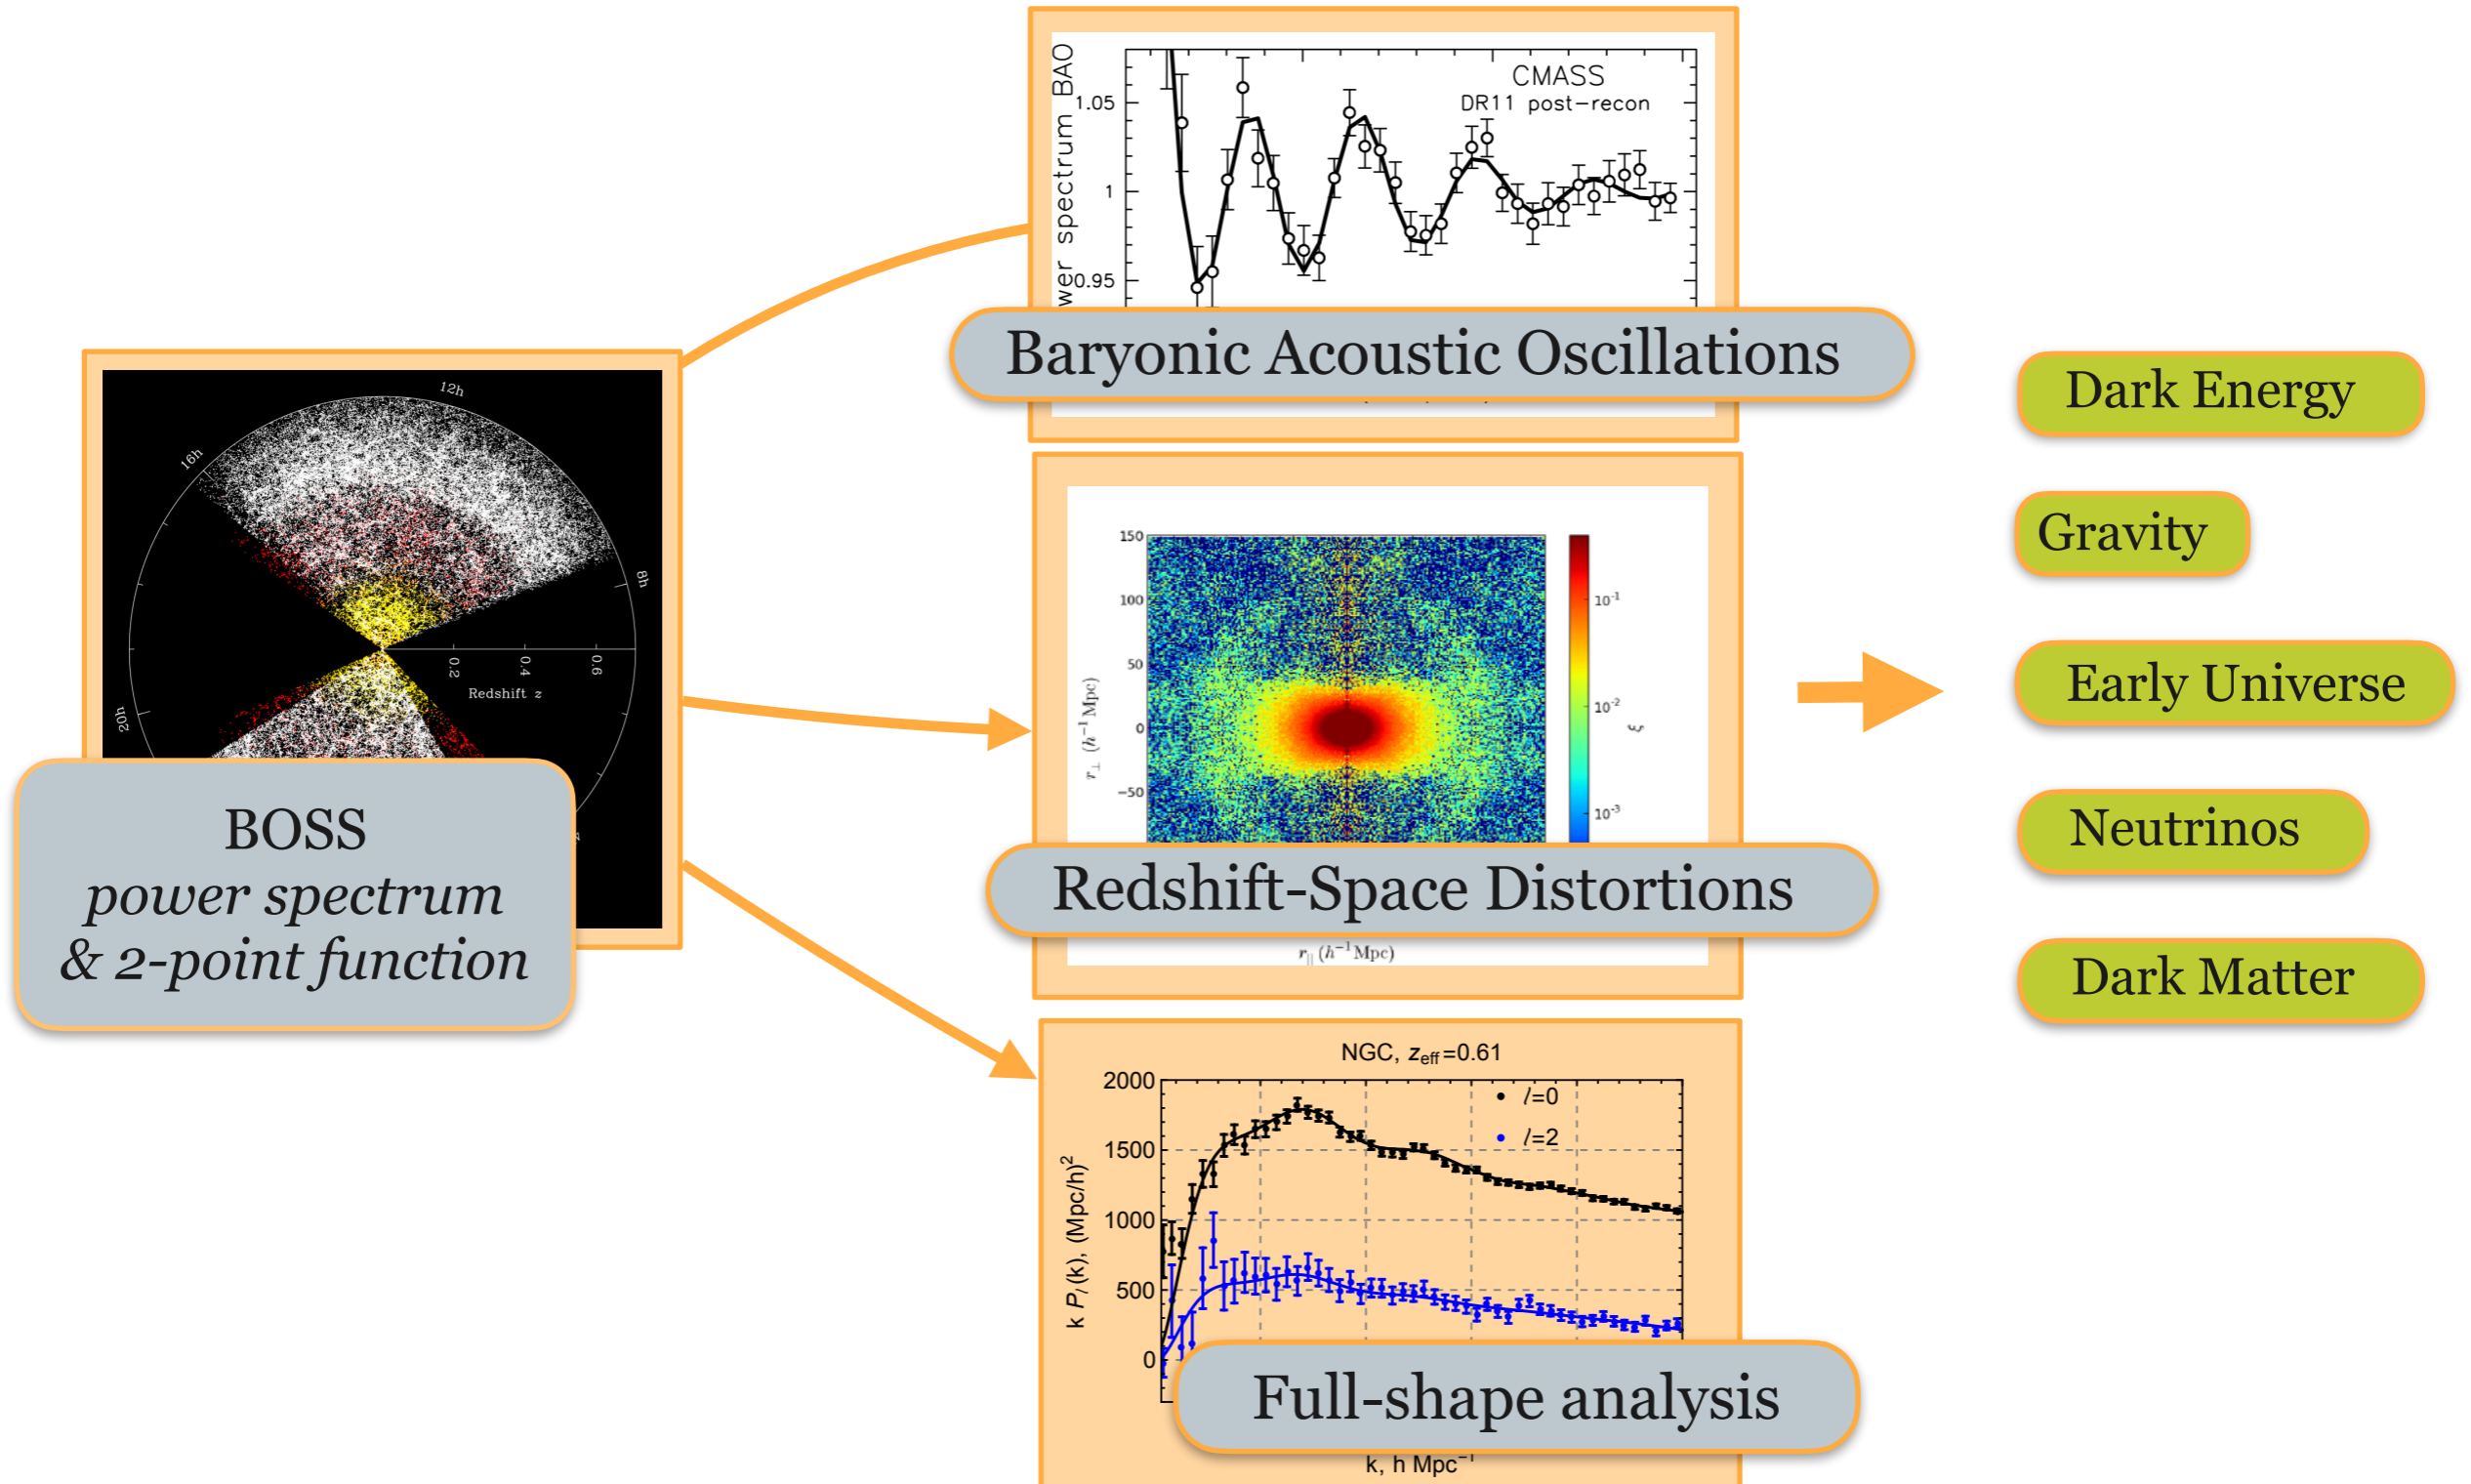 12h
16h
8h
20h
0.2
0.4
0.6
Redshift z
BOSS
power spectrum
& 2-point function
spectrum BAO
1.05
1
0.95
CMASS
DR11 post-recon
Baryonic Acoustic Oscillations
150
100
50
0
−50
r⊥ (h⁻¹ Mpc)
10⁻¹
10⁻²
10⁻³
ξ
Redshift-Space Distortions
r|| (h⁻¹ Mpc)
NGC, z_eff=0.61
2000
1500
1000
500
0
k Pₗ(k), (Mpc/h)²
l=0
l=2
Full-shape analysis
k, h Mpc⁻¹
Dark Energy
Gravity
Early Universe
Neutrinos
Dark Matter